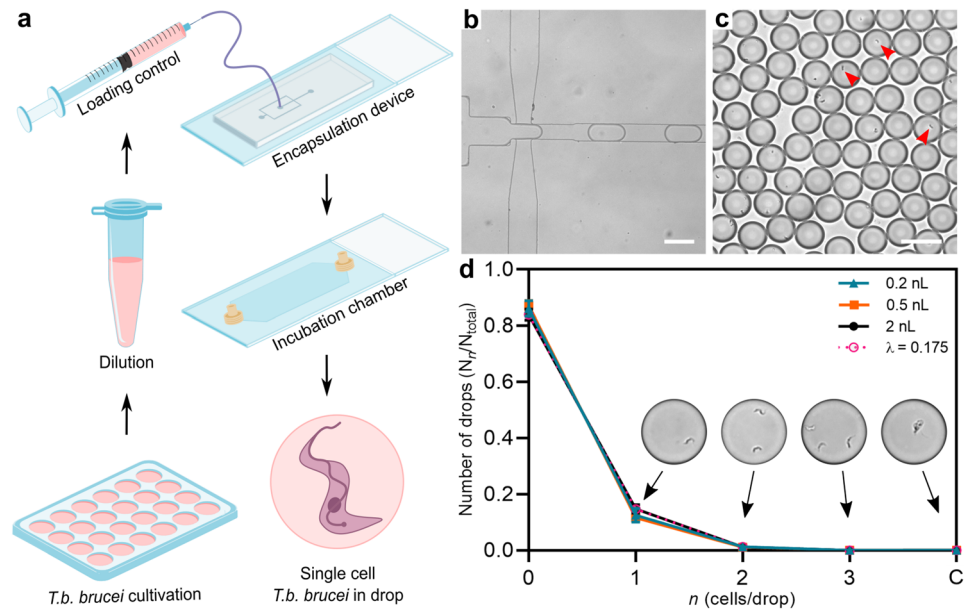 a
Loading control
Encapsulation device
Dilution
Incubation chamber
T.b. brucei cultivation
Single cell
T.b. brucei in drop
b
c
d
Number of drops (Nn/Ntotal)
1.0
0.8
0.6
0.4
0.2
0.0
0.2 nL
0.5 nL
2 nL
λ = 0.175
0
1
2
3
C
n (cells/drop)